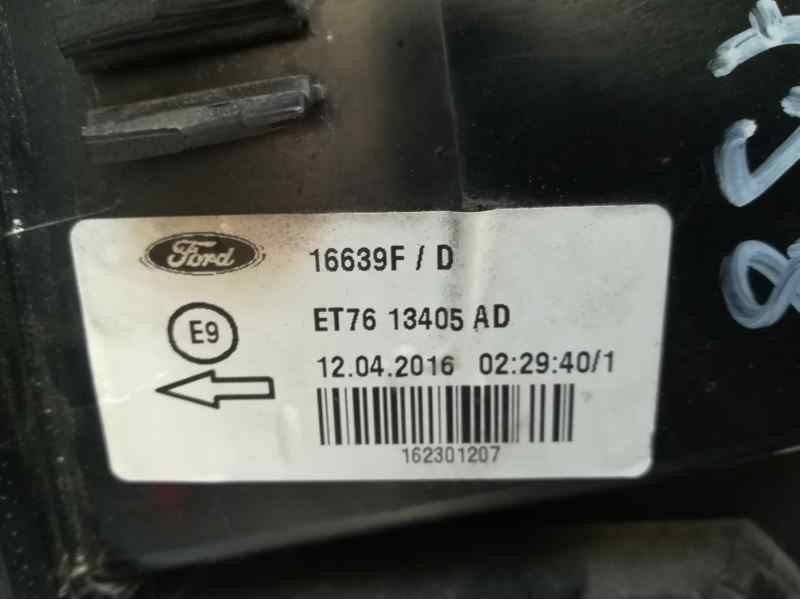 Ford
16639F / D
E9
ET76 13405 AD
12.04.2016 02:29:40/1
162301207